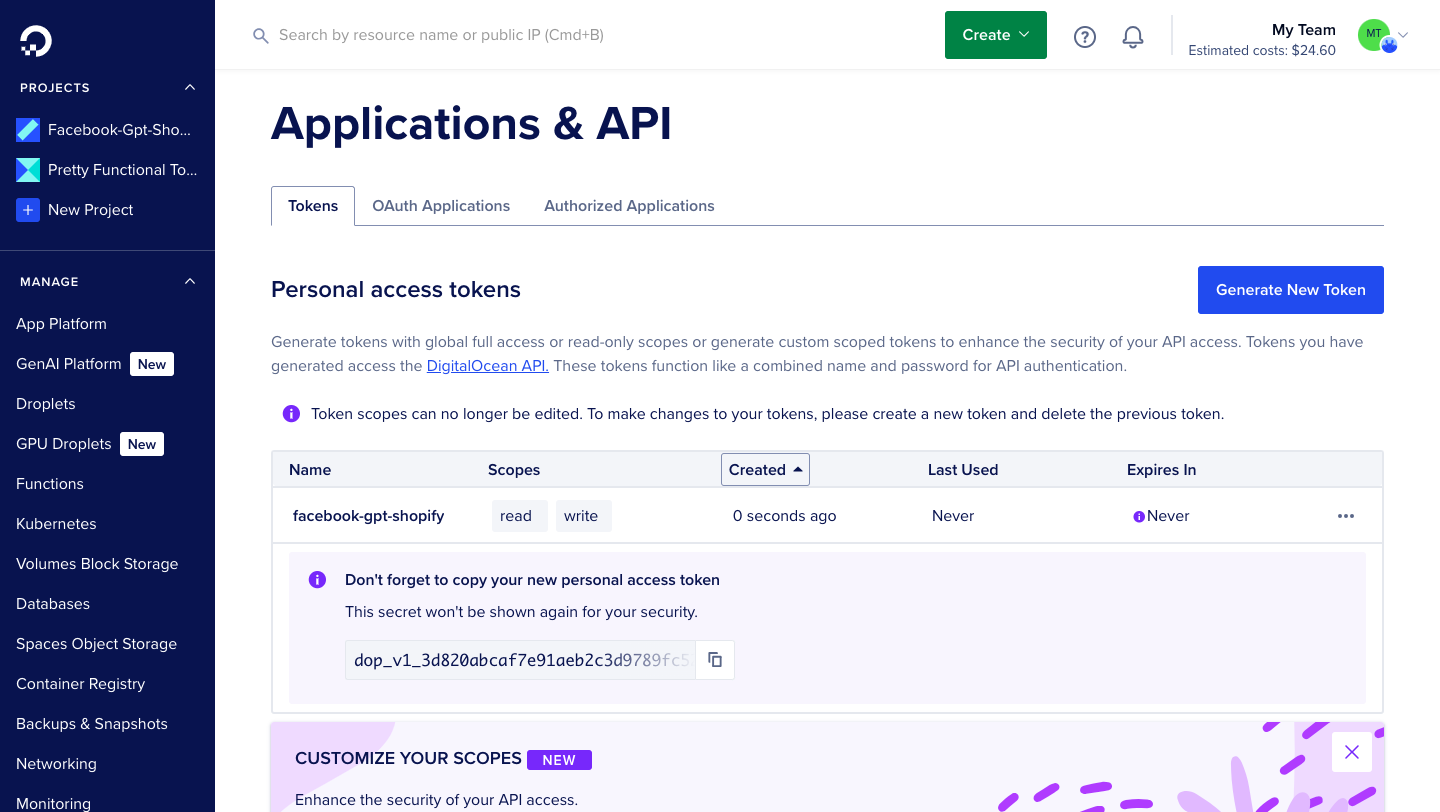 Search by resource name or public IP (Cmd+B)
Create
My Team
Estimated costs: $24.60
MT
PROJECTS
Facebook-Gpt-Sho...
Pretty Functional To...
New Project
MANAGE
App Platform
GenAI Platform New
Droplets
GPU Droplets New
Functions
Kubernetes
Volumes Block Storage
Databases
Spaces Object Storage
Container Registry
Backups & Snapshots
Networking
Monitoring
Applications & API
Tokens OAuth Applications Authorized Applications
Personal access tokens
Generate New Token
Generate tokens with global full access or read-only scopes or generate custom scoped tokens to enhance the security of your API access. Tokens you have
generated access the DigitalOcean API. These tokens function like a combined name and password for API authentication.
Token scopes can no longer be edited. To make changes to your tokens, please create a new token and delete the previous token.
Name Scopes Created Last Used Expires In
facebook-gpt-shopify read write 0 seconds ago Never Never
Don't forget to copy your new personal access token
This secret won't be shown again for your security.
dop_v1_3d820abcaf7e91aeb2c3d9789fc5
CUSTOMIZE YOUR SCOPES NEW
Enhance the security of your API access.